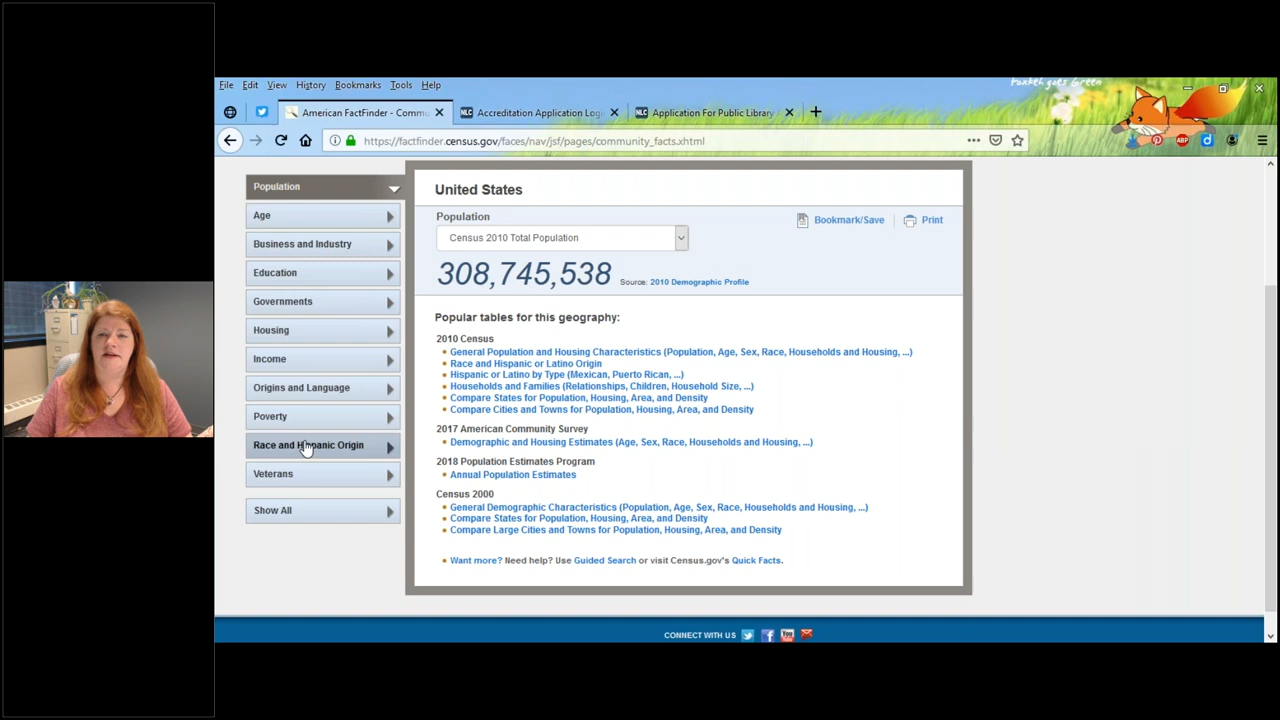 foxkeh goes Green
File Edit View History Bookmarks Tools Help
American FactFinder - Commu
NLC Accreditation Application Logi
NLC Application For Public Library
https://factfinder.census.gov/faces/nav/jsf/pages/community_facts.xhtml
ABP
Population
Age
Business and Industry
Education
Governments
Housing
Income
Origins and Language
Poverty
Race and Hispanic Origin
Veterans
Show All
United States
Population
Bookmark/Save
Print
Census 2010 Total Population
308,745,538
Source: 2010 Demographic Profile
Popular tables for this geography:
2010 Census
General Population and Housing Characteristics (Population, Age, Sex, Race, Households and Housing, ...)
Race and Hispanic or Latino Origin
Hispanic or Latino by Type (Mexican, Puerto Rican, ...)
Households and Families (Relationships, Children, Household Size, ...)
Compare States for Population, Housing, Area, and Density
Compare Cities and Towns for Population, Housing, Area, and Density
2017 American Community Survey
Demographic and Housing Estimates (Age, Sex, Race, Households and Housing, ...)
2018 Population Estimates Program
Annual Population Estimates
Census 2000
General Demographic Characteristics (Population, Age, Sex, Race, Households and Housing, ...)
Compare States for Population, Housing, Area, and Density
Compare Large Cities and Towns for Population, Housing, Area, and Density
Want more? Need help? Use Guided Search or visit Census.gov's Quick Facts.
CONNECT WITH US